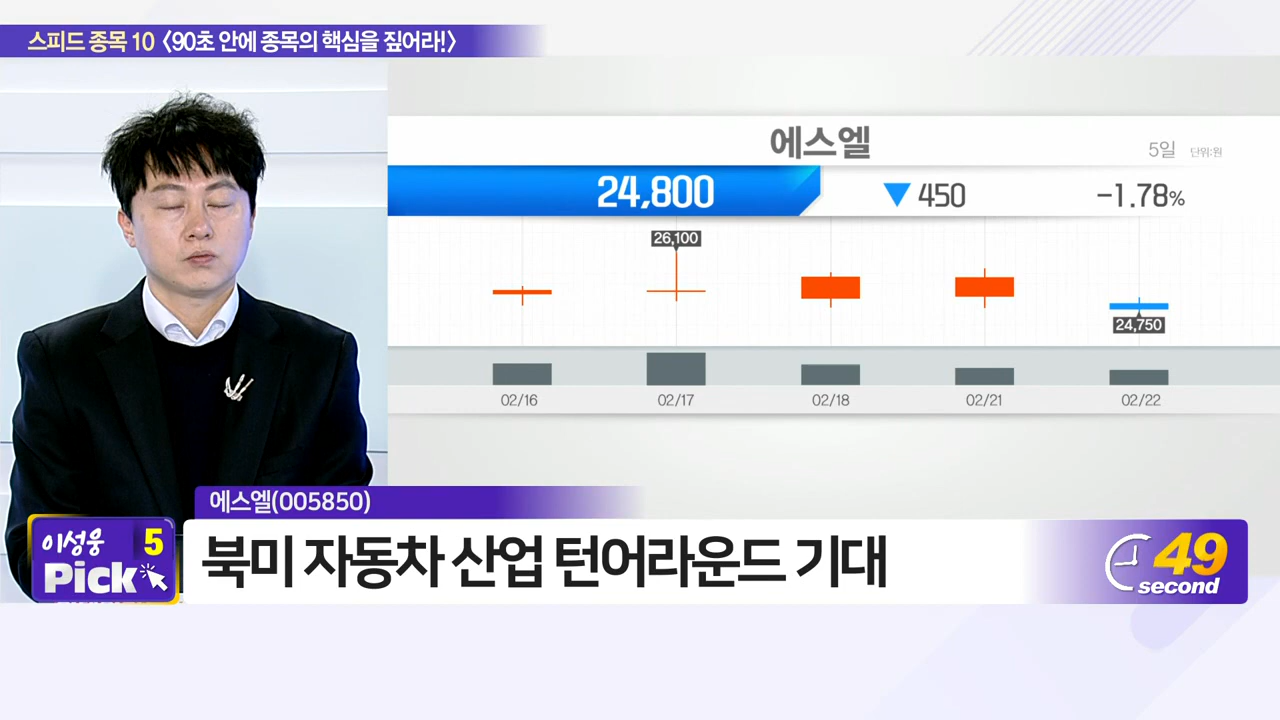 스피드 종목 10 〈90초 안에 종목의 핵심을 짚어라!〉
에스엘
5일 단위:원
24,800 ▼ 450 -1.78%
26,100
24,750
02/16 02/17 02/18 02/21 02/22
에스엘(005850)
이성웅 5
Pick
북미 자동차 산업 턴어라운드 기대
49
second